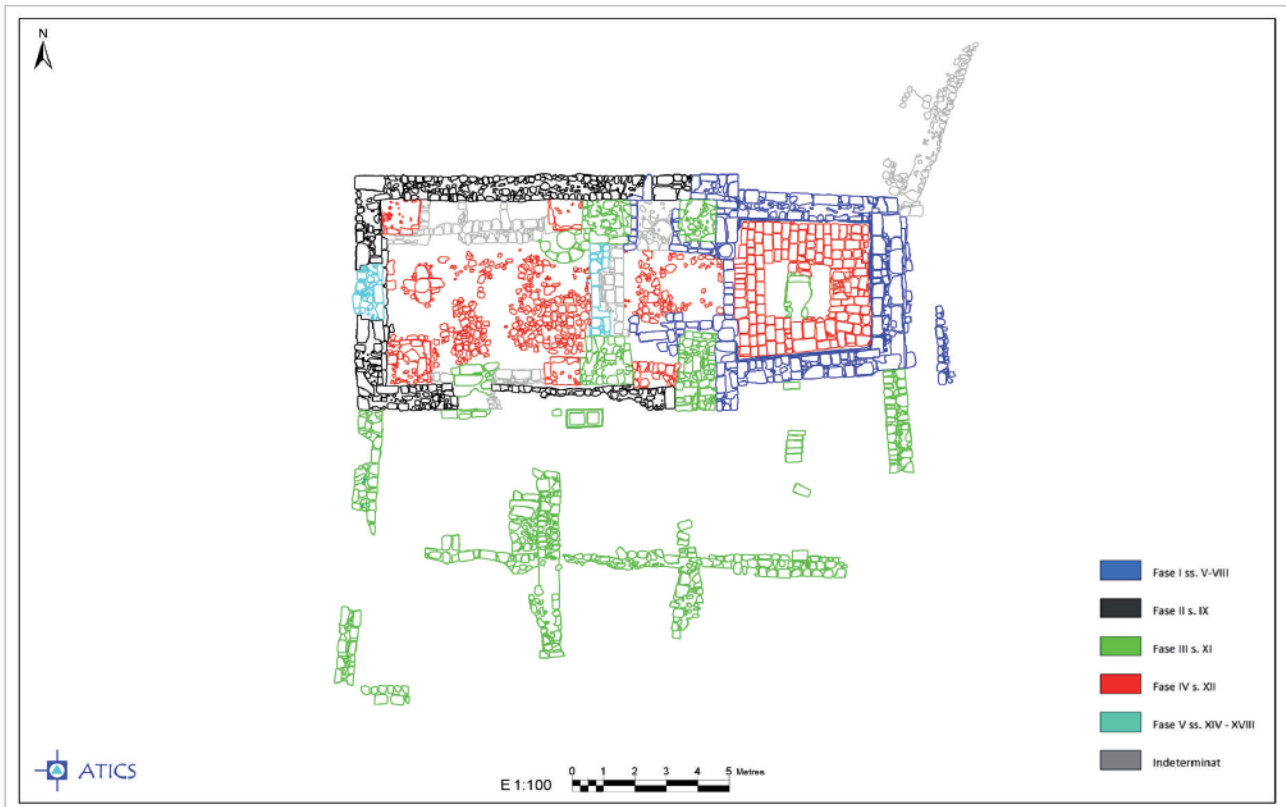 N
Fase I ss. V-VIII
Fase II s. IX
Fase III s. XI
Fase IV s. XII
Fase V ss. XIV - XVIII
Indeterminat
ATICS
E 1:100
0 1 2 3 4 5 Metres